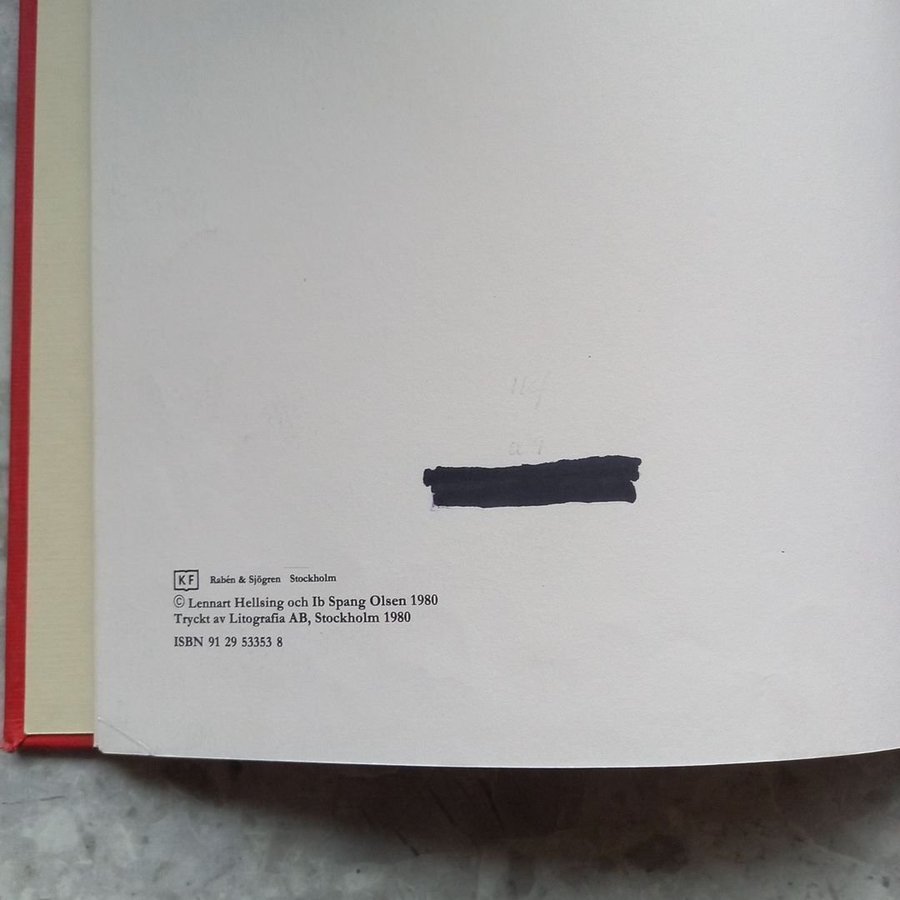 KF Rabén & Sjögren Stockholm
© Lennart Hellsing och Ib Spang Olsen 1980
Tryckt av Litografia AB, Stockholm 1980
ISBN 91 29 53353 8